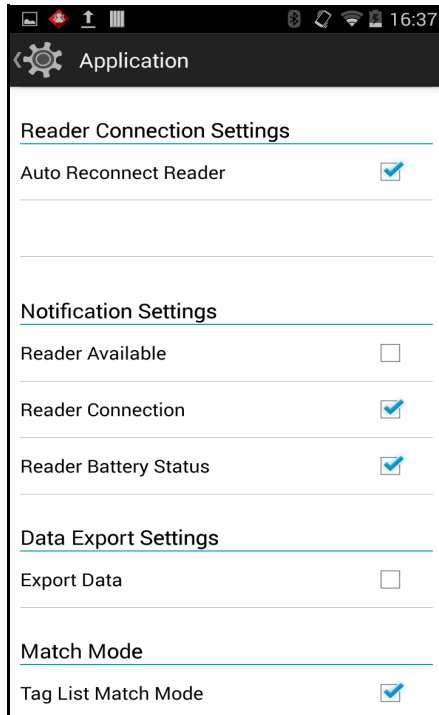 16:37
Application
Reader Connection Settings
Auto Reconnect Reader
Notification Settings
Reader Available
Reader Connection
Reader Battery Status
Data Export Settings
Export Data
Match Mode
Tag List Match Mode